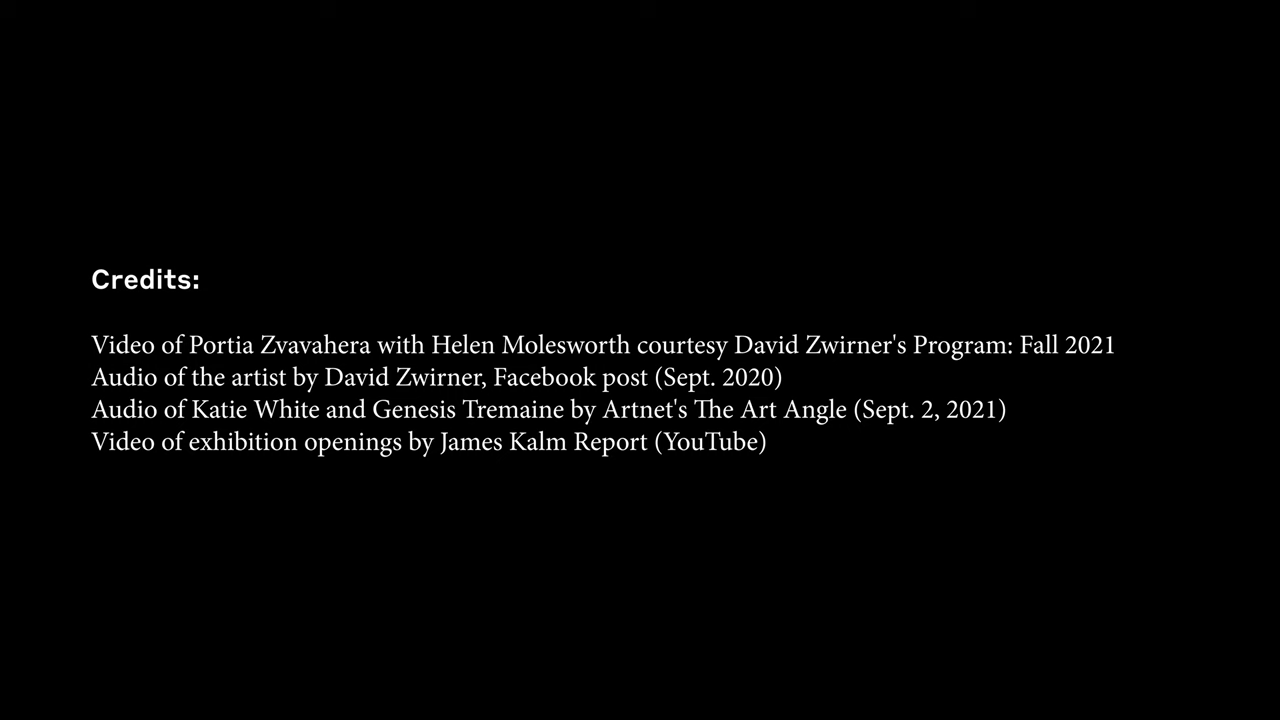 Credits:
Video of Portia Zvavahera with Helen Molesworth courtesy David Zwirner's Program: Fall 2021
Audio of the artist by David Zwirner, Facebook post (Sept. 2020)
Audio of Katie White and Genesis Tremaine by Artnet's The Art Angle (Sept. 2, 2021)
Video of exhibition openings by James Kalm Report (YouTube)